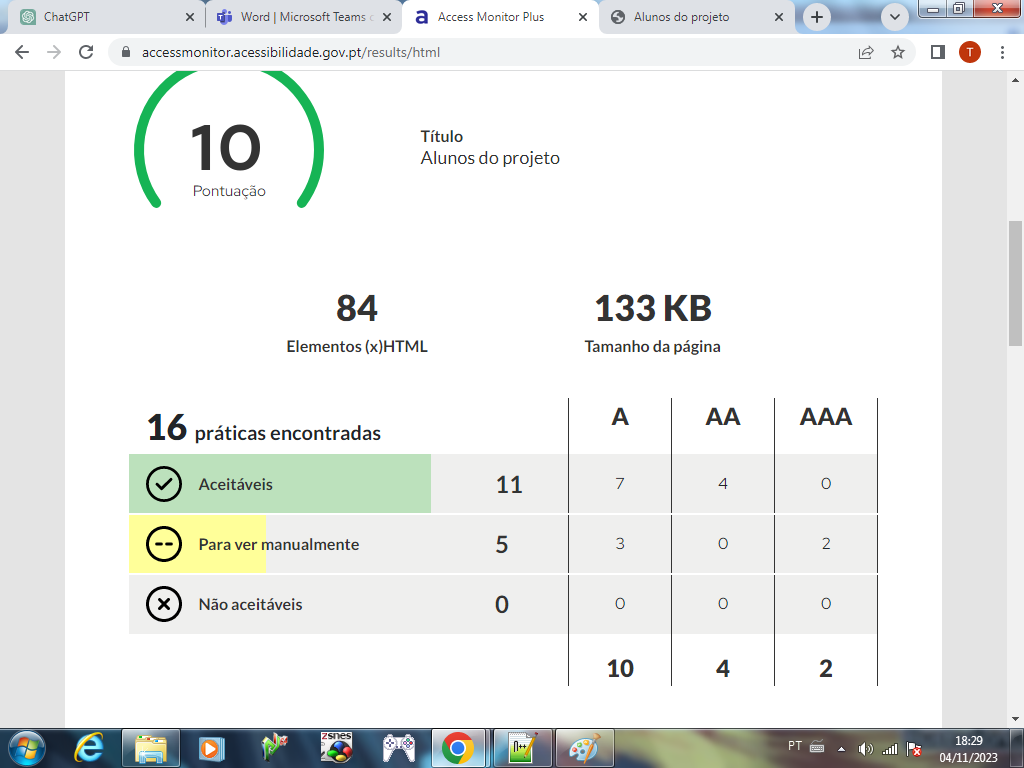 ChatGPT
Word | Microsoft Teams
Access Monitor Plus
Alunos do projeto
accessmonitor.acessibilidade.gov.pt/results/html
T
10
Pontuação
Título
Alunos do projeto
84
Elementos (x)HTML
133 KB
Tamanho da página
16 práticas encontradas
A
AA
AAA
Aceitáveis
11
7
4
0
Para ver manualmente
5
3
0
2
Não aceitáveis
0
0
0
0
10
4
2
ZSNES
PT
18:29
04/11/2023